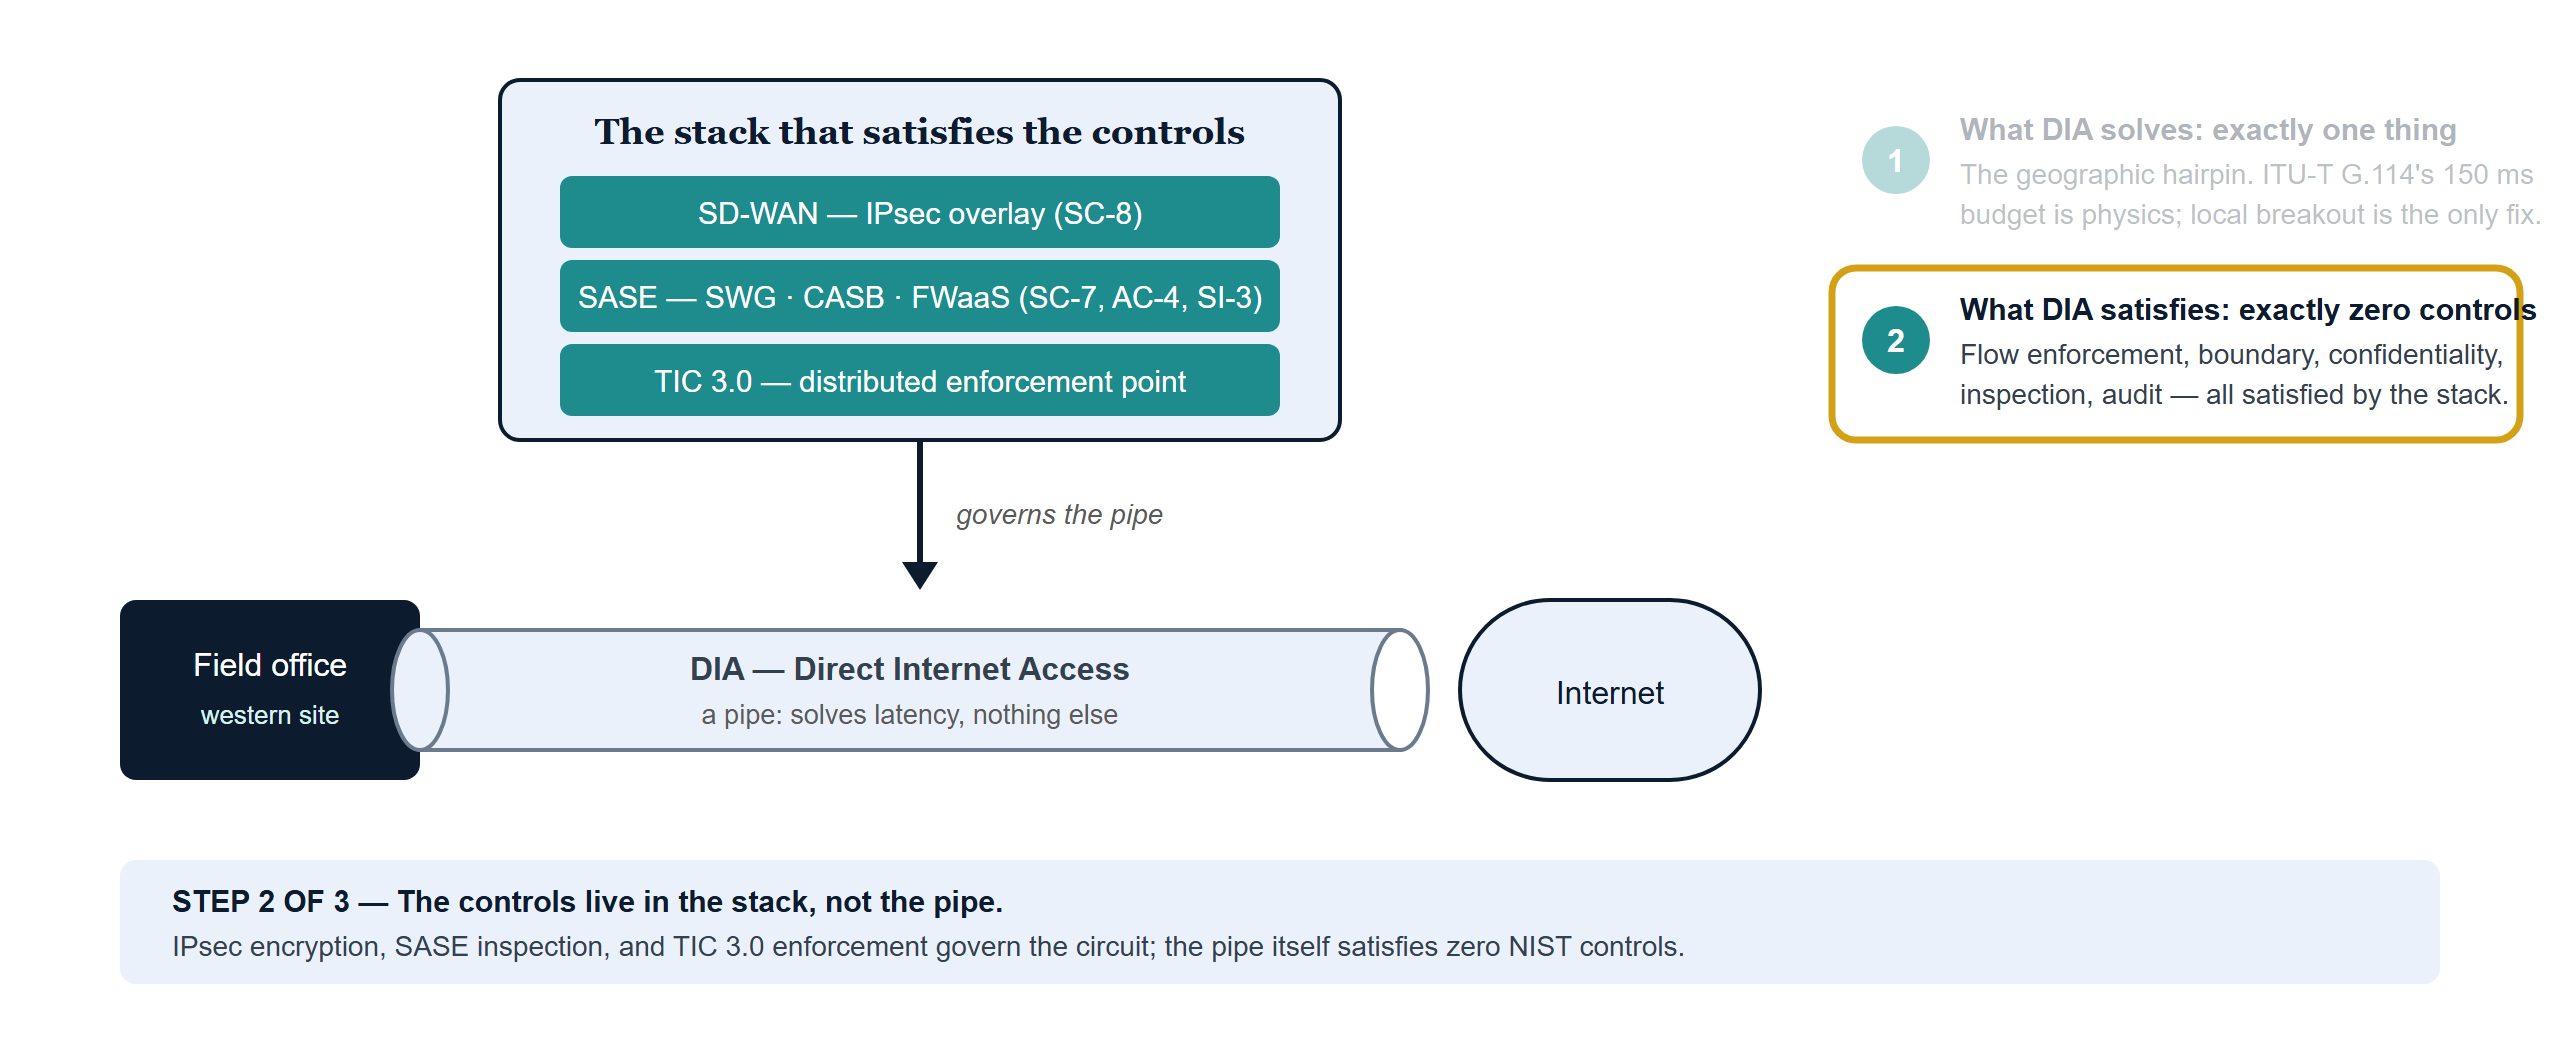 The stack that satisfies the controls
SD-WAN — IPsec overlay (SC-8)
SASE — SWG · CASB · FWaaS (SC-7, AC-4, SI-3)
TIC 3.0 — distributed enforcement point
governs the pipe
Field office
western site
DIA — Direct Internet Access
a pipe: solves latency, nothing else
Internet
1
What DIA solves: exactly one thing
The geographic hairpin. ITU-T G.114's 150 ms
budget is physics; local breakout is the only fix.
2
What DIA satisfies: exactly zero controls
Flow enforcement, boundary, confidentiality,
inspection, audit — all satisfied by the stack.
STEP 2 OF 3 — The controls live in the stack, not the pipe.
IPsec encryption, SASE inspection, and TIC 3.0 enforcement govern the circuit; the pipe itself satisfies zero NIST controls.